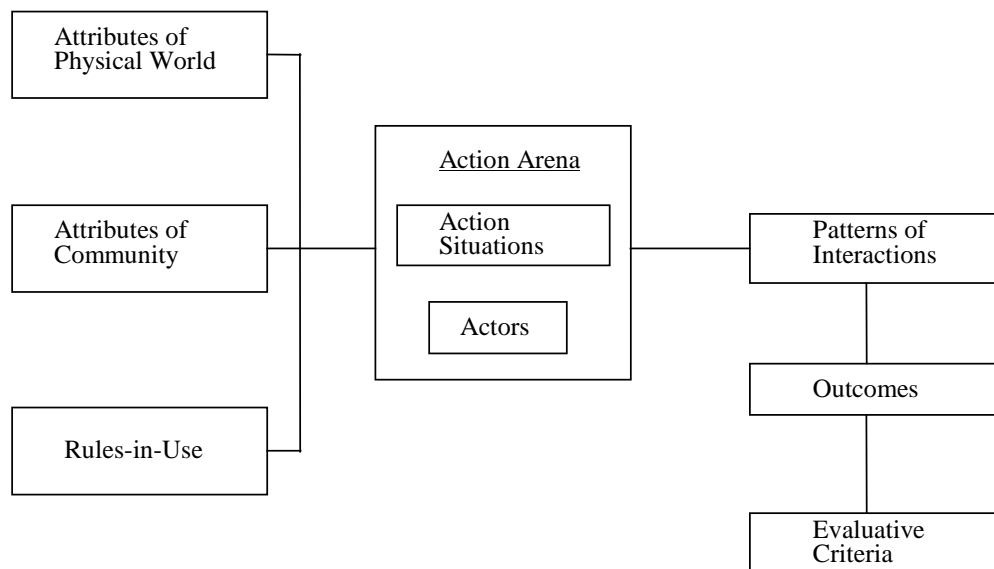 Attributes of
Physical World
Attributes of
Community
Rules-in-Use
Action Arena
Action
Situations
Actors
Patterns of
Interactions
Outcomes
Evaluative
Criteria